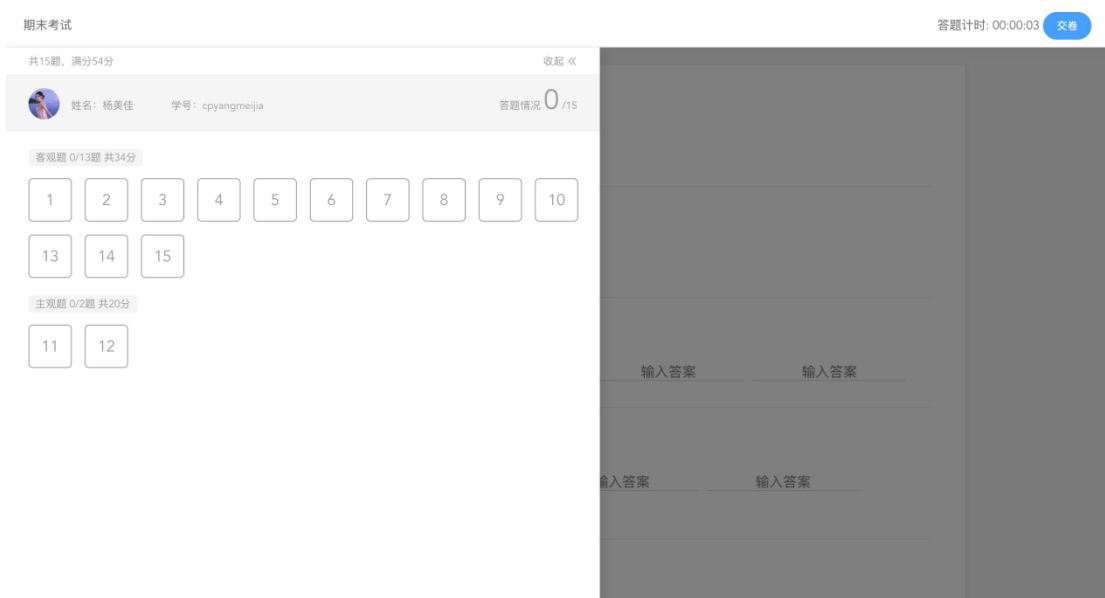 期末考试
答题计时: 00:00:03 交卷
共15题，满分54分 收起 《
姓名：杨美佳 学号：cpyangmeijia 答题情况 0 /15
客观题 0/13题 共34分
1 2 3 4 5 6 7 8 9 10
13 14 15
主观题 0/2题 共20分
11 12
输入答案 输入答案
输入答案 输入答案